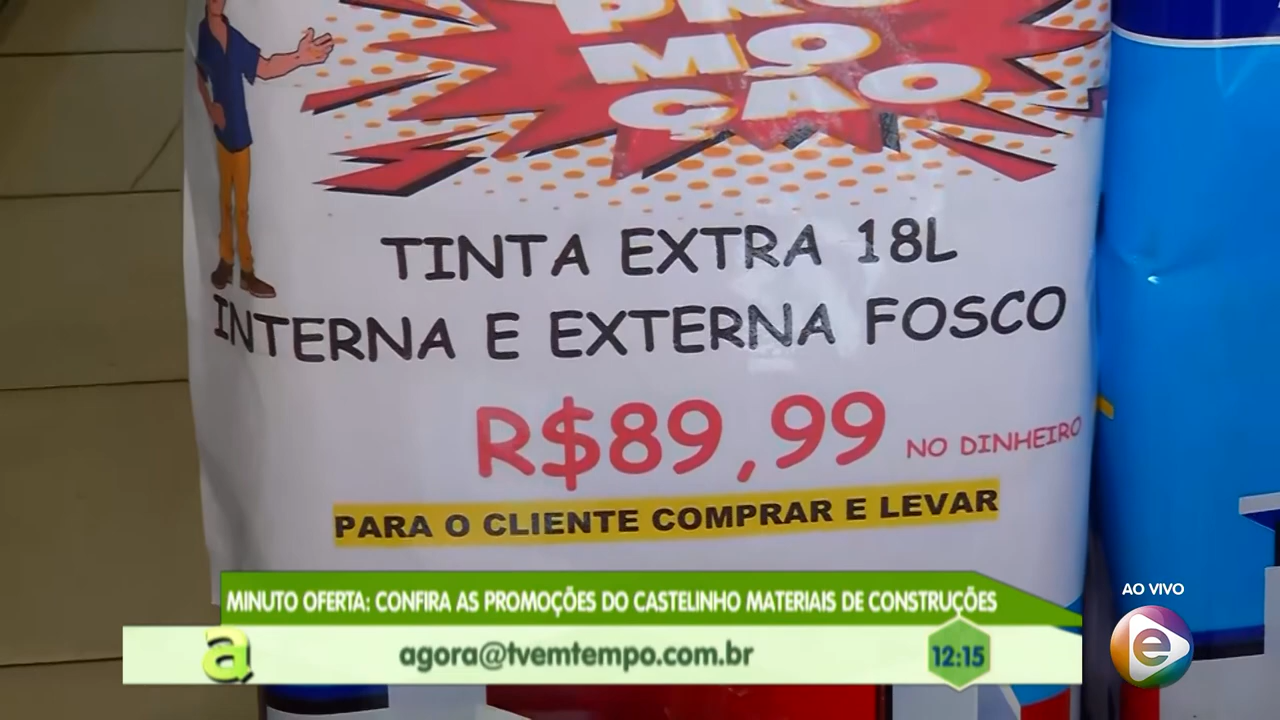 PRO
MO
ÇÃO
TINTA EXTRA 18L
INTERNA E EXTERNA FOSCO
R$89,99 NO DINHEIRO
PARA O CLIENTE COMPRAR E LEVAR
MINUTO OFERTA: CONFIRA AS PROMOÇÕES DO CASTELINHO MATERIAIS DE CONSTRUÇÕES
a agora@tvemtempo.com.br 12:15
AO VIVO
e